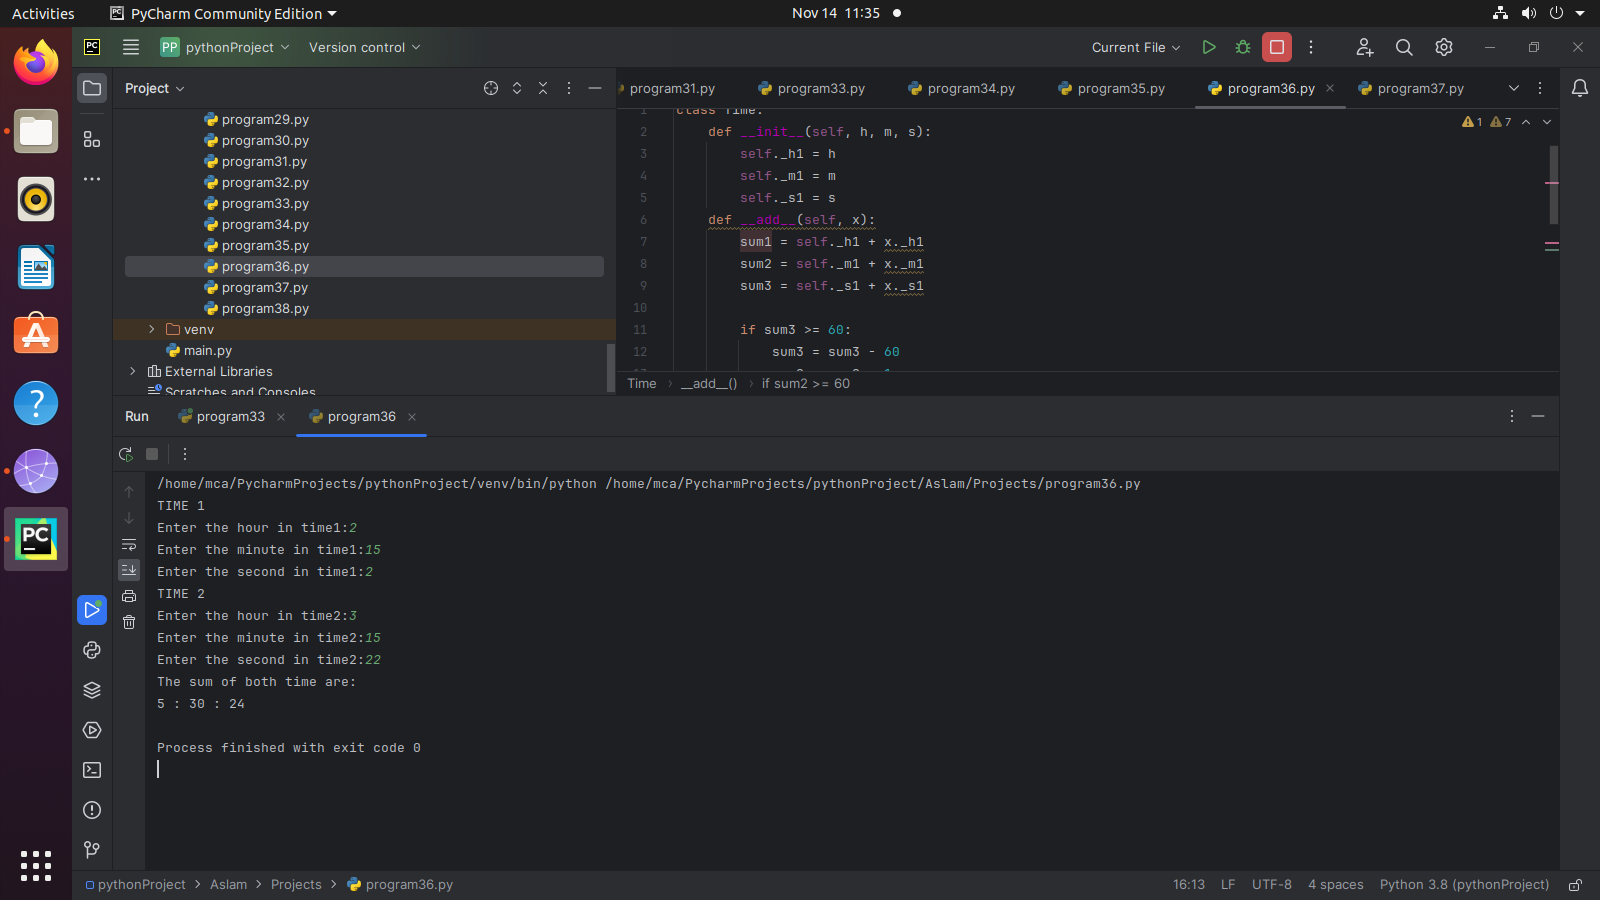 Activities PyCharm Community Edition Nov 14 11:35
PC PP pythonProject Version control Current File
Project program31.py program33.py program34.py program35.py program36.py program37.py
program29.py
program30.py
program31.py
program32.py
program33.py
program34.py
program35.py
program36.py
program37.py
program38.py
venv
main.py
External Libraries
Scratches and Consoles
1 class Time:
2 def __init__(self, h, m, s):
3 self._h1 = h
4 self._m1 = m
5 self._s1 = s
6 def __add__(self, x):
7 sum1 = self._h1 + x._h1
8 sum2 = self._m1 + x._m1
9 sum3 = self._s1 + x._s1
10
11 if sum3 >= 60:
12 sum3 = sum3 - 60
1 7
Time __add__() if sum2 >= 60
Run program33 program36
/home/mca/PycharmProjects/pythonProject/venv/bin/python /home/mca/PycharmProjects/pythonProject/Aslam/Projects/program36.py
TIME 1
Enter the hour in time1:2
Enter the minute in time1:15
Enter the second in time1:2
TIME 2
Enter the hour in time2:3
Enter the minute in time2:15
Enter the second in time2:22
The sum of both time are:
5 : 30 : 24
Process finished with exit code 0
PC
pythonProject Aslam Projects program36.py 16:13 LF UTF-8 4 spaces Python 3.8 (pythonProject)